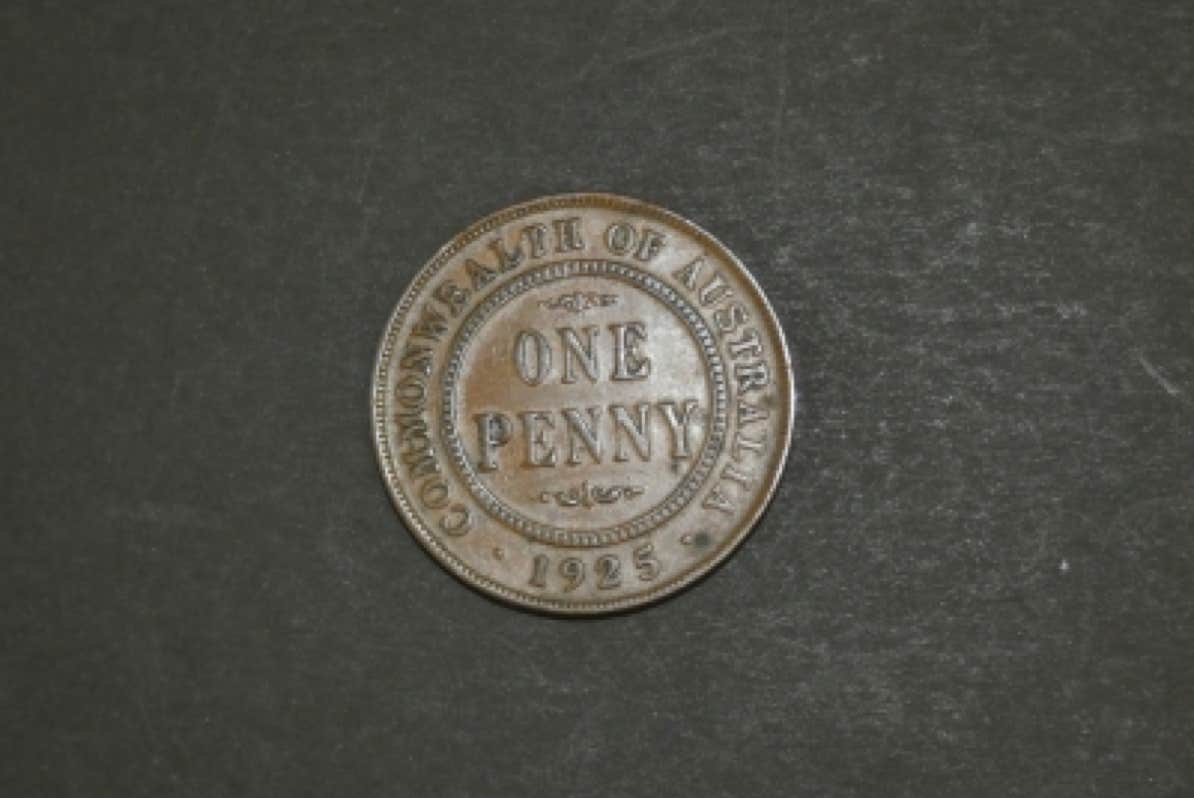 COMMONWEALTH OF AUSTRALIA
ONE
PENNY
· 1925 ·